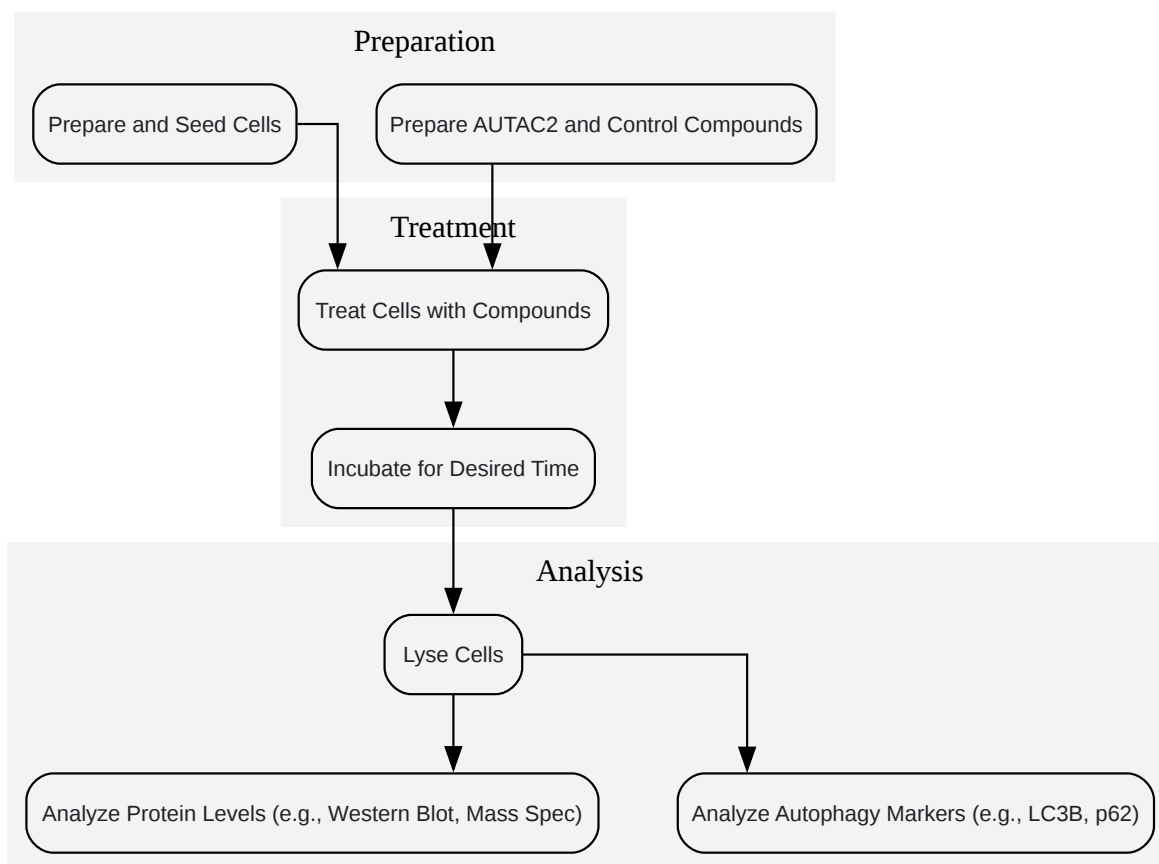 Preparation
Prepare and Seed Cells
Prepare AUTAC2 and Control Compounds
Treatment
Treat Cells with Compounds
Incubate for Desired Time
Analysis
Lyse Cells
Analyze Protein Levels (e.g., Western Blot, Mass Spec)
Analyze Autophagy Markers (e.g., LC3B, p62)